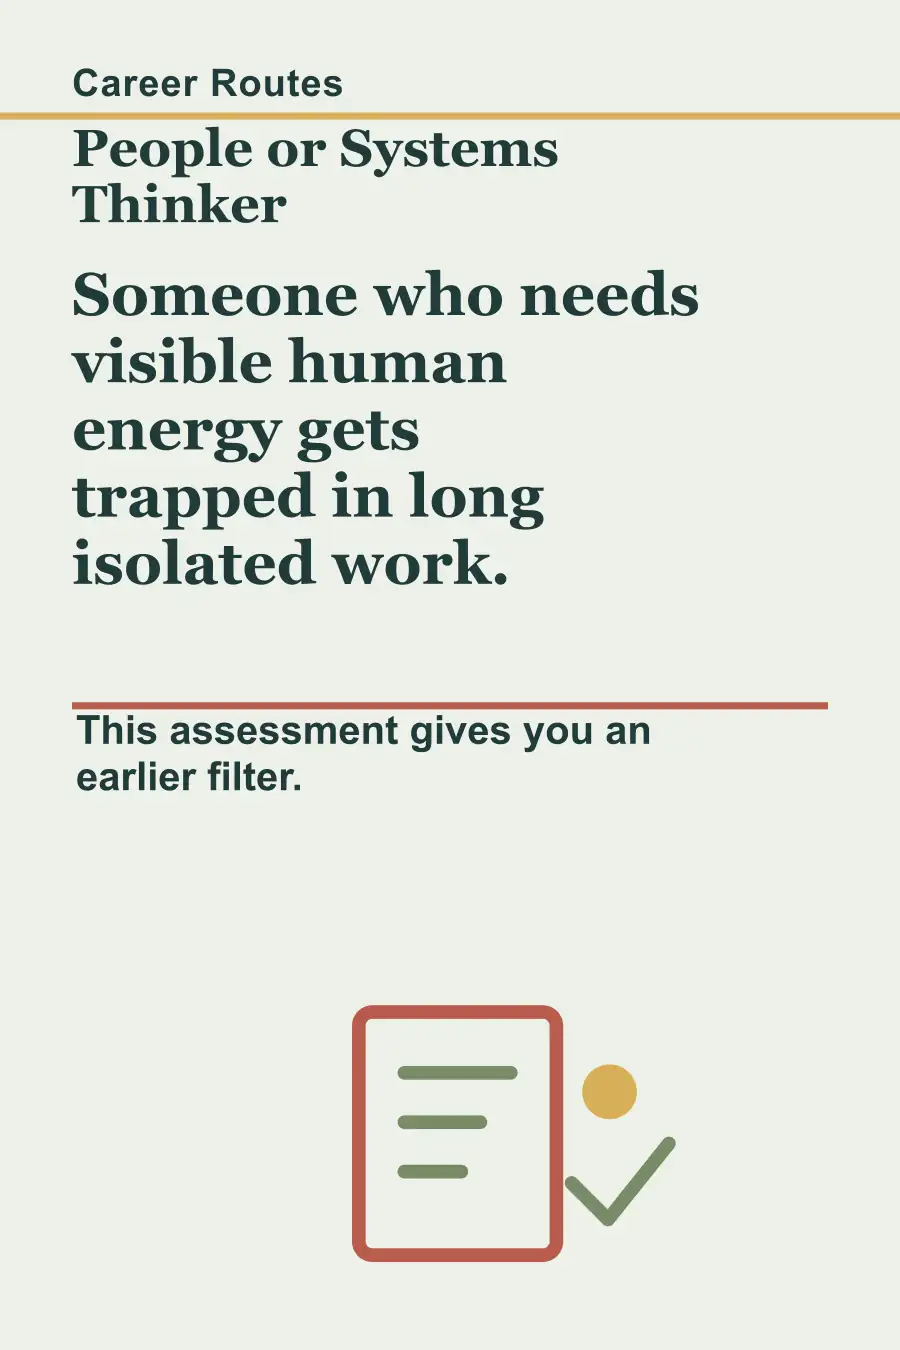 Career Routes
People or Systems
Thinker
Someone who needs
visible human
energy gets
trapped in long
isolated work.
This assessment gives you an
earlier filter.